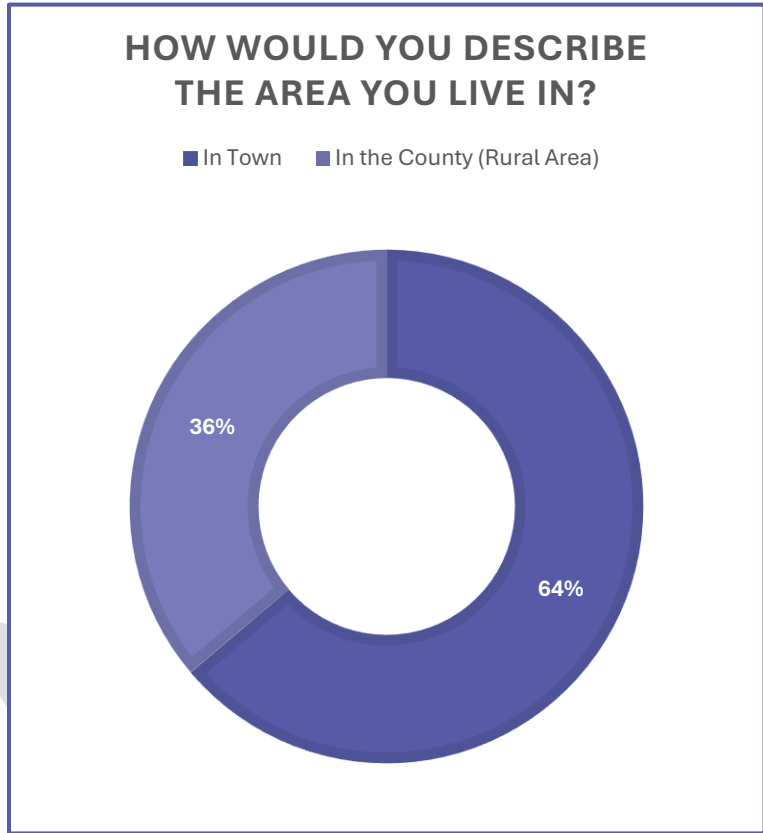 HOW WOULD YOU DESCRIBE
THE AREA YOU LIVE IN?
In Town
In the County (Rural Area)
36%
64%